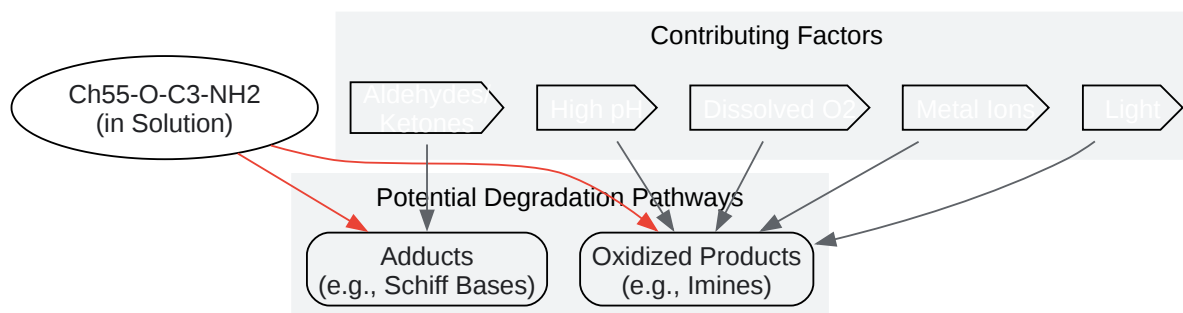 Contributing Factors
Ch55-O-C3-NH2
(in Solution)
Aldehydes/
Ketones
High pH
Dissolved O2
Metal Ions
Light
Potential Degradation Pathways
Adducts
(e.g., Schiff Bases)
Oxidized Products
(e.g., Imines)